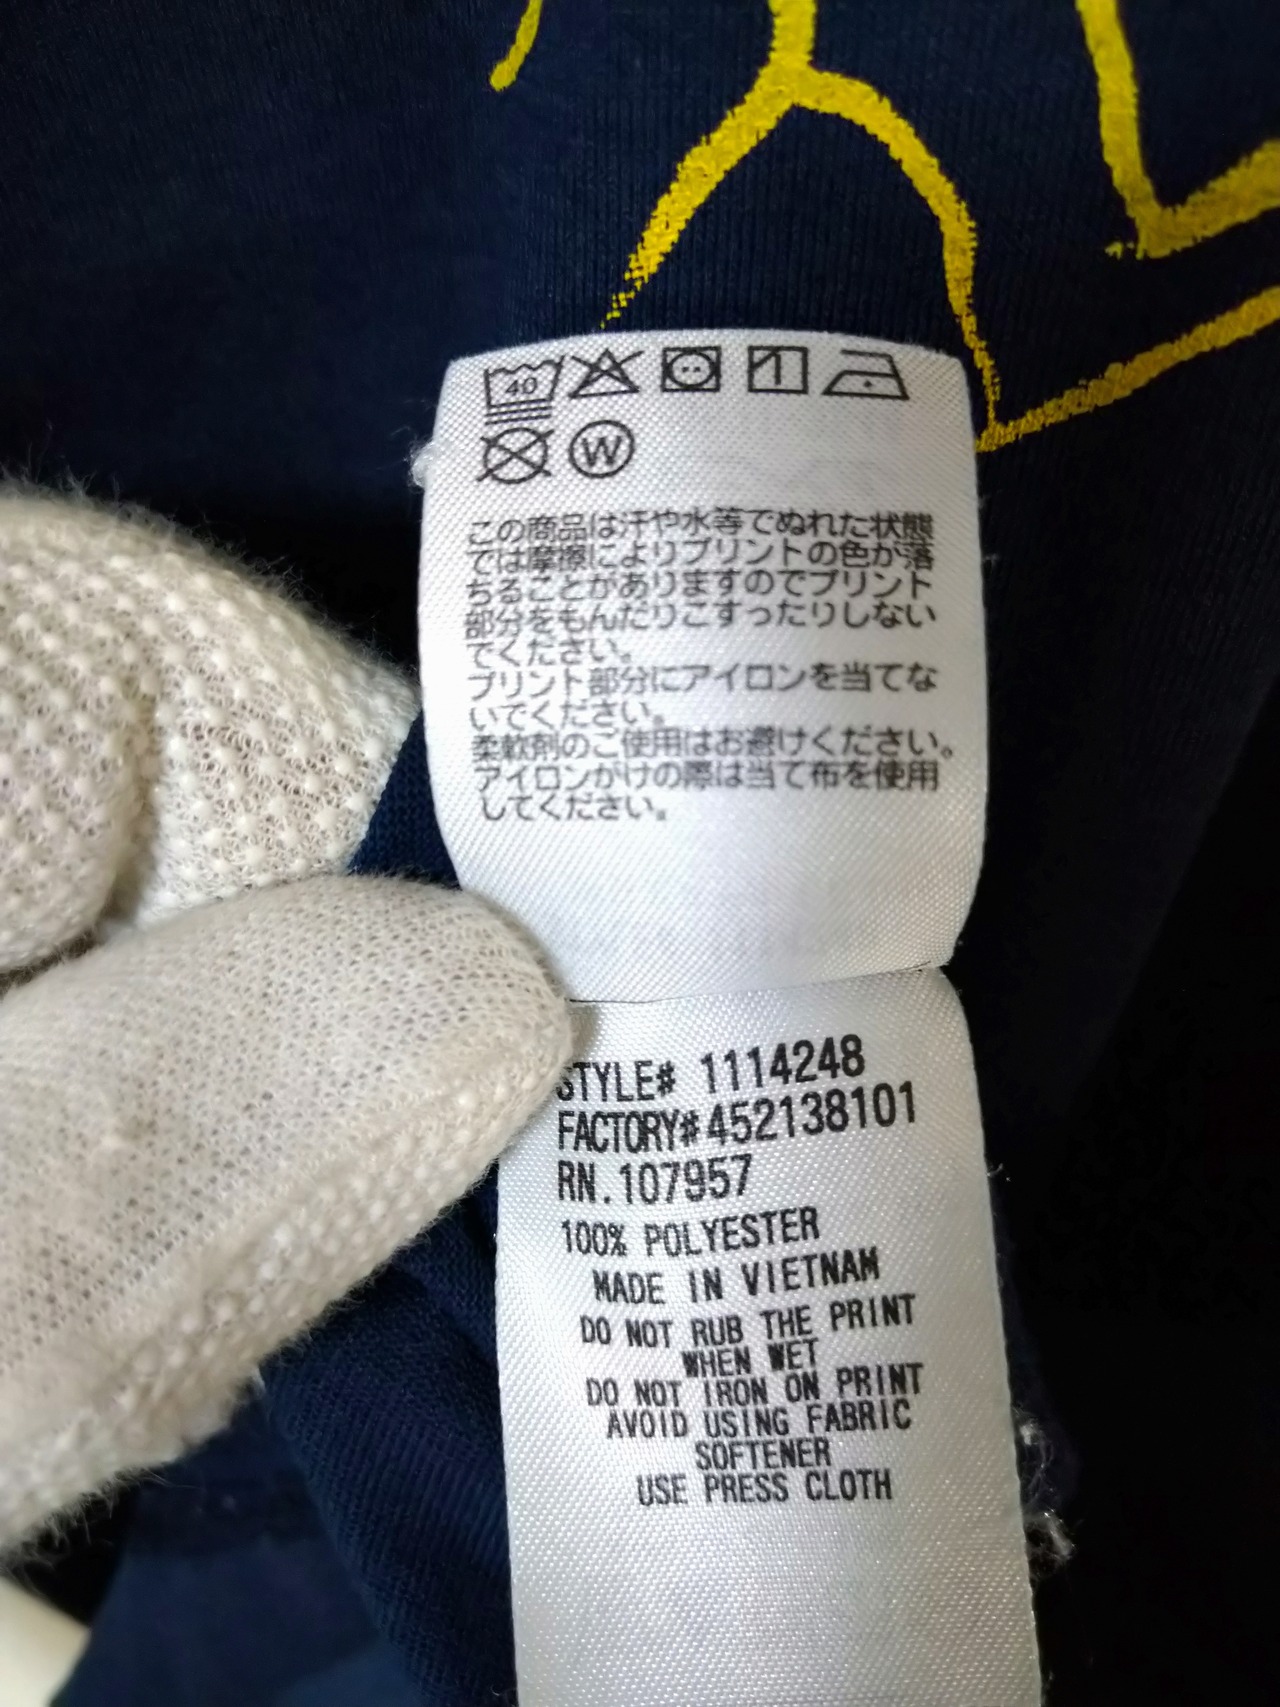 40
W
この商品は汗や水等でぬれた状態
では摩擦によりプリントの色が落
ちることがありますのでプリント
部分をもんだりこすったりしない
でください。
プリント部分にアイロンを当てな
いでください。
柔軟剤のご使用はお避けください。
アイロンがけの際は当て布を使用
してください。
STYLE# 1114248
FACTORY#452138101
RN.107957
100% POLYESTER
MADE IN VIETNAM
DO NOT RUB THE PRINT
WHEN WET
DO NOT IRON ON PRINT
AVOID USING FABRIC
SOFTENER
USE PRESS CLOTH